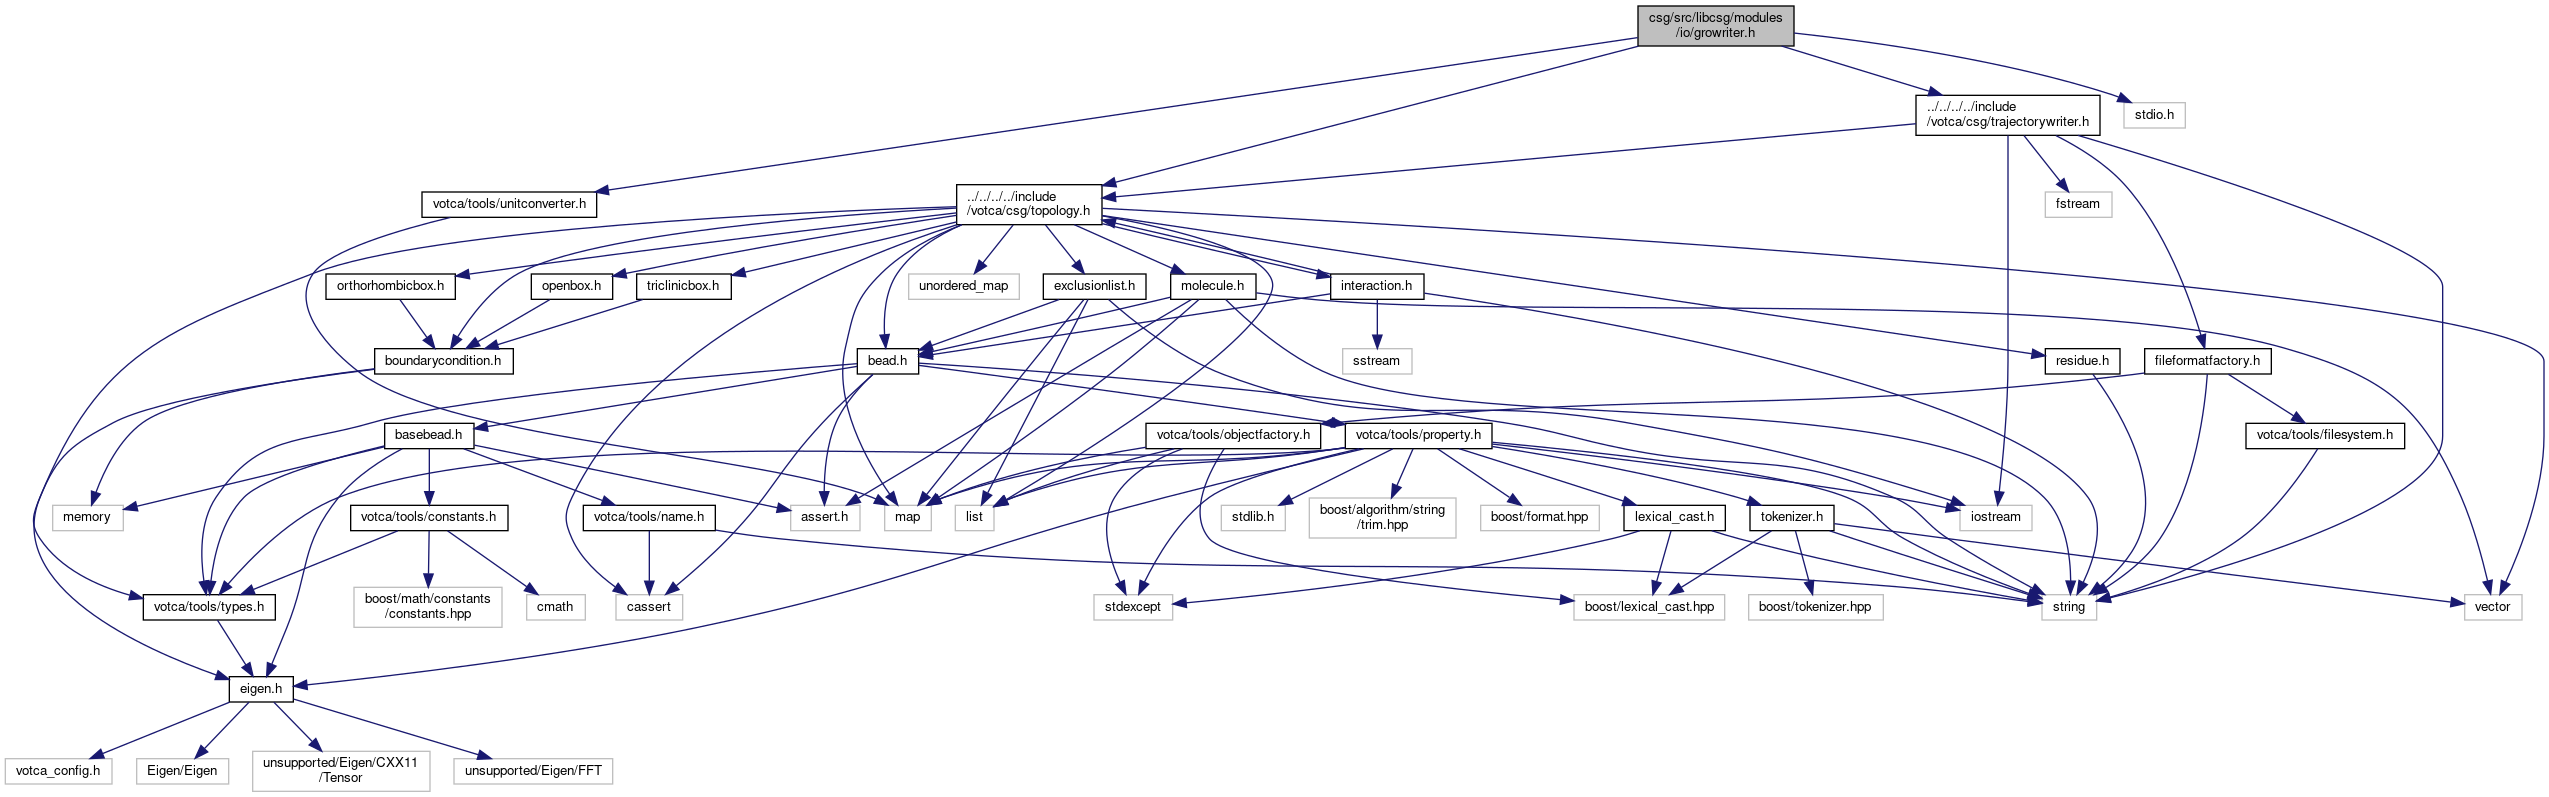 csg/src/libcsg/modules
/io/growriter.h
../../../../include
/votca/csg/trajectorywriter.h
stdio.h
votca/tools/unitconverter.h
../../../../include
/votca/csg/topology.h
fstream
orthorhombicbox.h
openbox.h
triclinicbox.h
unordered_map
exclusionlist.h
molecule.h
interaction.h
boundarycondition.h
bead.h
sstream
residue.h
fileformatfactory.h
basebead.h
votca/tools/objectfactory.h
votca/tools/property.h
votca/tools/filesystem.h
memory
votca/tools/constants.h
votca/tools/name.h
assert.h
map
list
stdlib.h
boost/algorithm/string
/trim.hpp
boost/format.hpp
lexical_cast.h
tokenizer.h
iostream
votca/tools/types.h
boost/math/constants
/constants.hpp
cmath
cassert
stdexcept
boost/lexical_cast.hpp
boost/tokenizer.hpp
string
vector
eigen.h
votca_config.h
Eigen/Eigen
unsupported/Eigen/CXX11
/Tensor
unsupported/Eigen/FFT